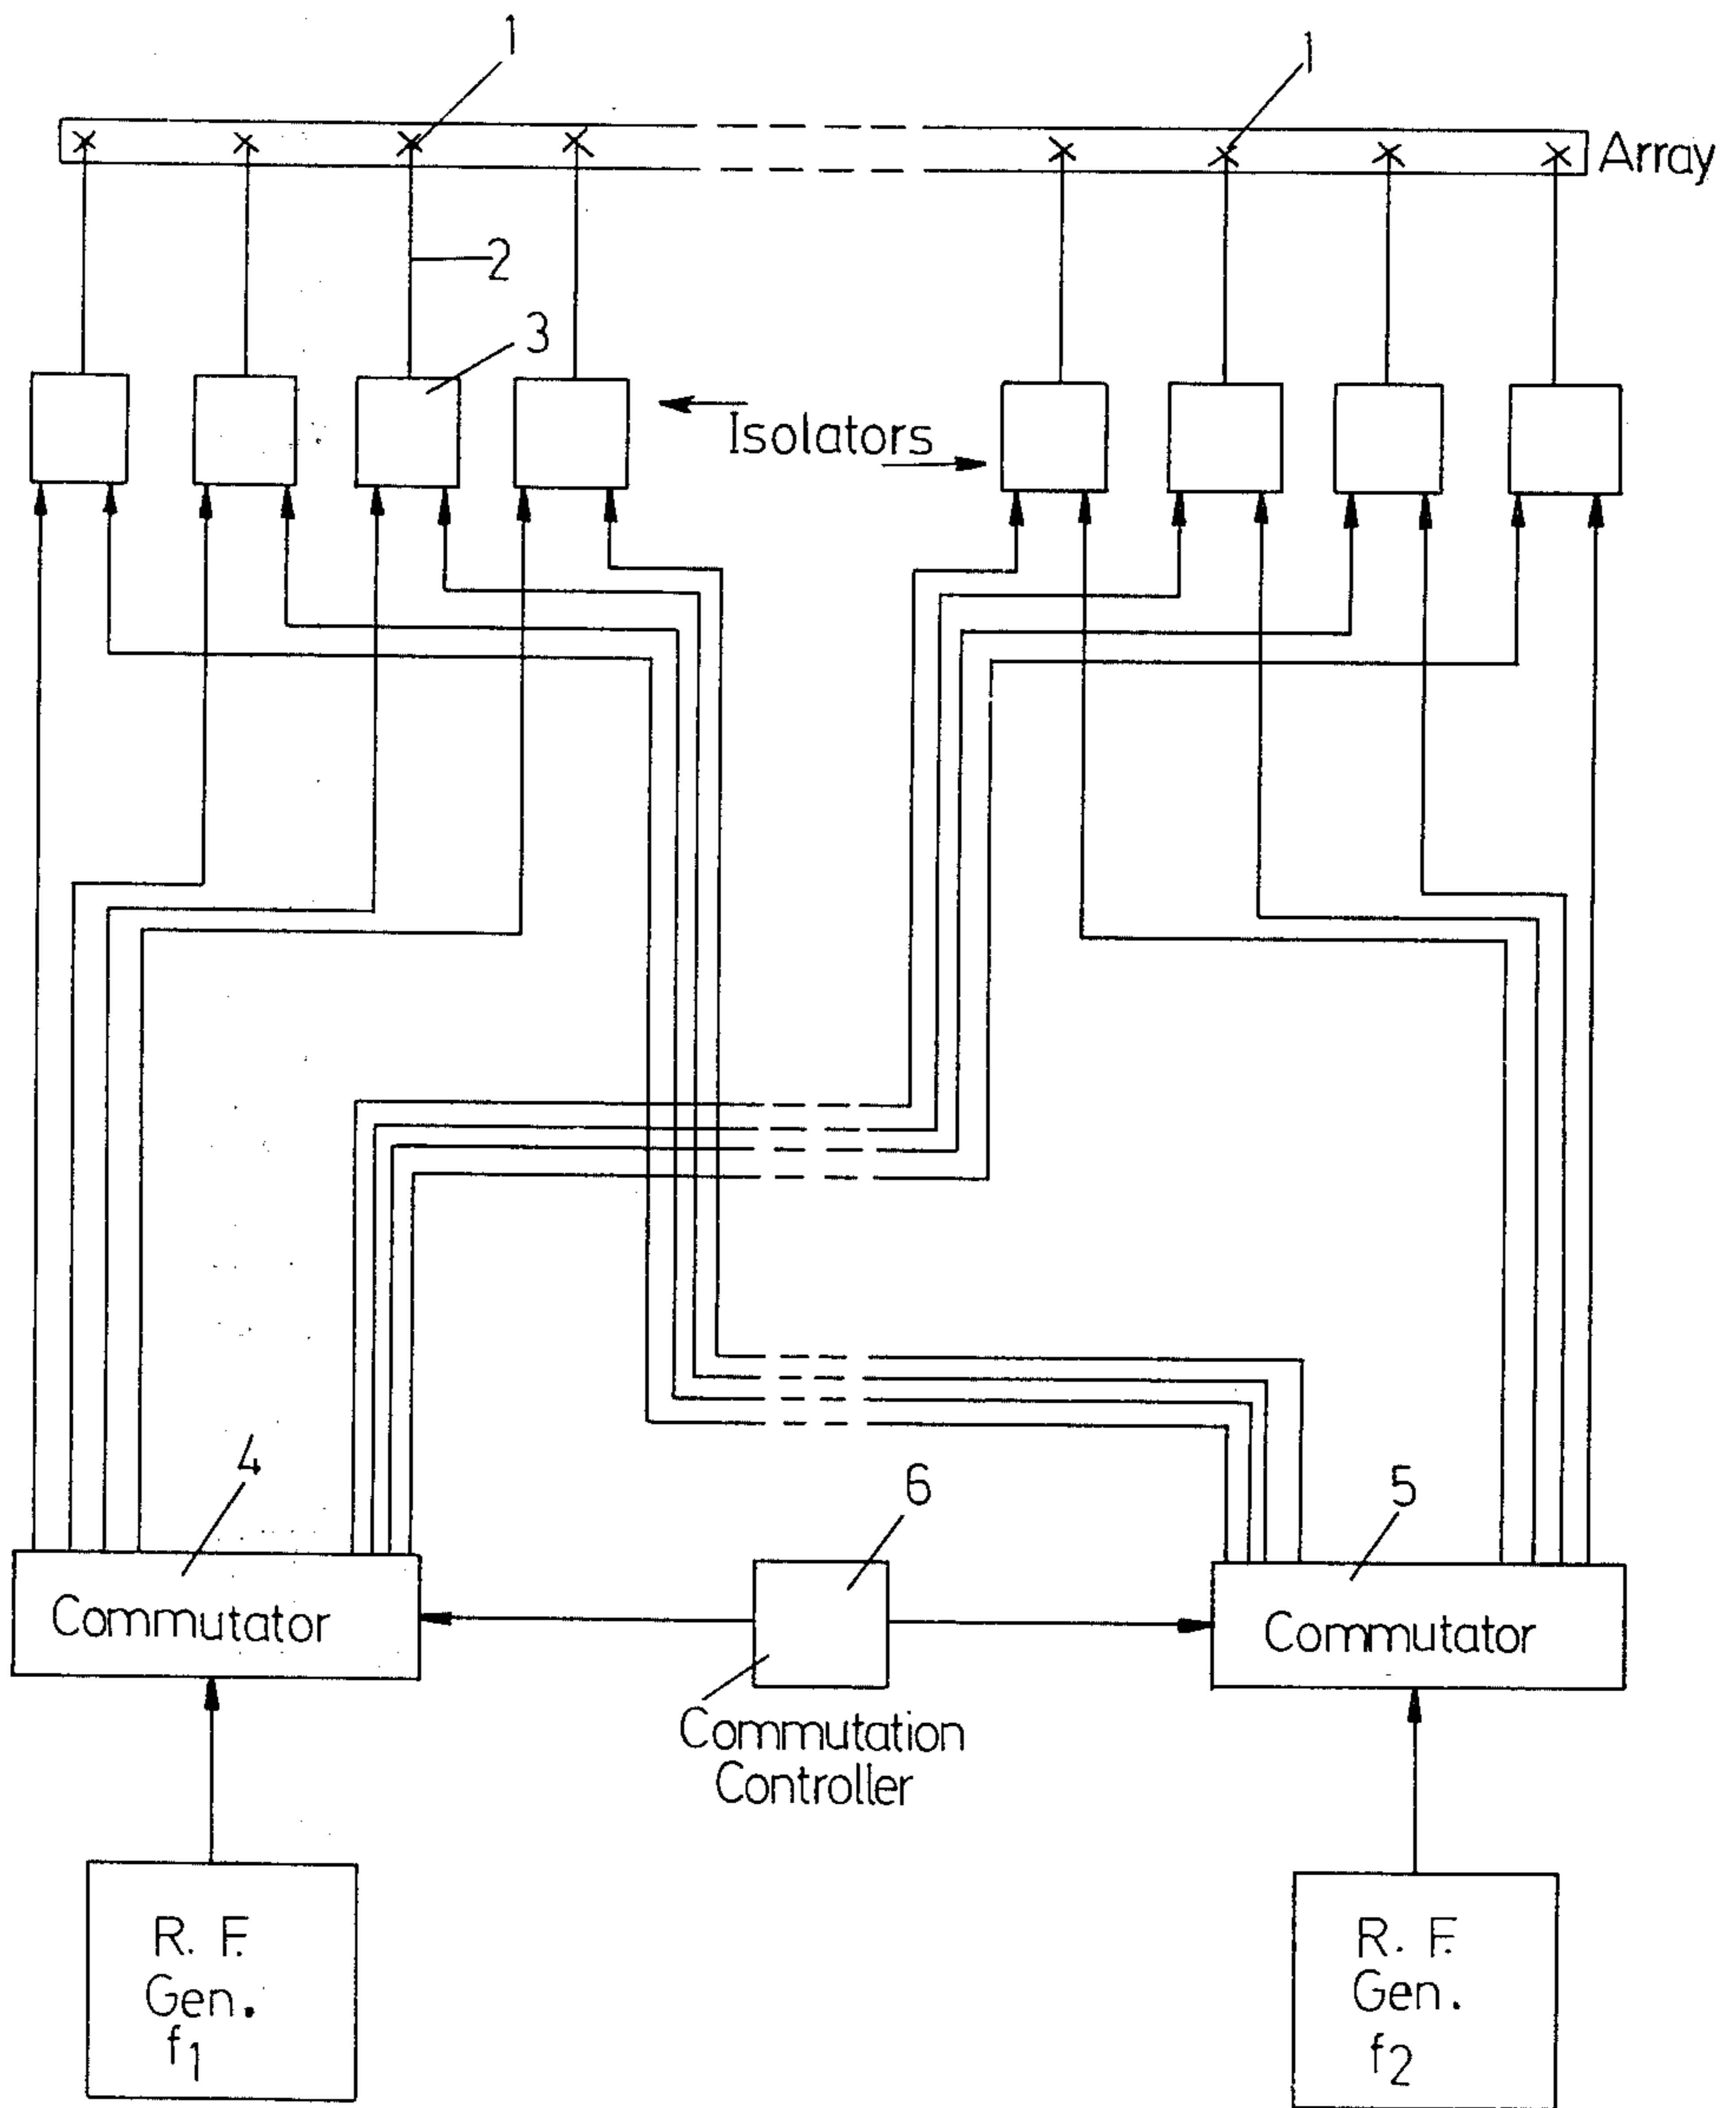 1
1
Array
2
3
Isolators
4
6
5
Commutator
Commutator
Commutation
Controller
R. F.
Gen.
f1
R. F.
Gen.
f2